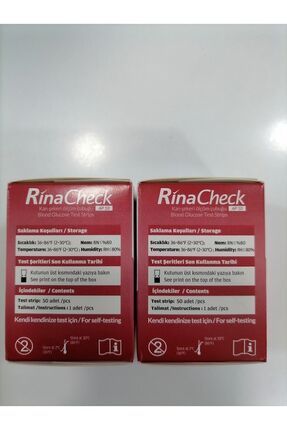 RinaCheck
Kan şekeri ölçüm çubuğu
Blood Glucose Test Strips
Saklama Koşulları / Storage
Sıcaklık: 36-86°F (2-30°C);
Nem: BN | %80
Temperature: 36-86°F (2-30°C);
Humidity: RH | 80%
Test Şeritleri Son Kullanma Tarihi
Kutunun üst kısmındaki yazıya bakın
See print on the top of the box
İçindekiler / Contents
Test strip: 50 adet /pcs
Talimat /Instructions : 1 adet /pcs
Kendi kendinize test için / For self-testing
RinaCheck
Kan şekeri ölçüm çubuğu
Blood Glucose Test Strips
Saklama Koşulları / Storage
Sıcaklık: 36-86°F (2-30°C);
Nem: BN | %80
Temperature: 36-86°F (2-30°C);
Humidity: RH | 80%
Test Şeritleri Son Kullanma Tarihi
Kutunun üst kısmındaki yazıya bakın
See print on the top of the box
İçindekiler / Contents
Test strip: 50 adet /pcs
Talimat /Instructions : 1 adet /pcs
Kendi kendinize test için / For self-testing